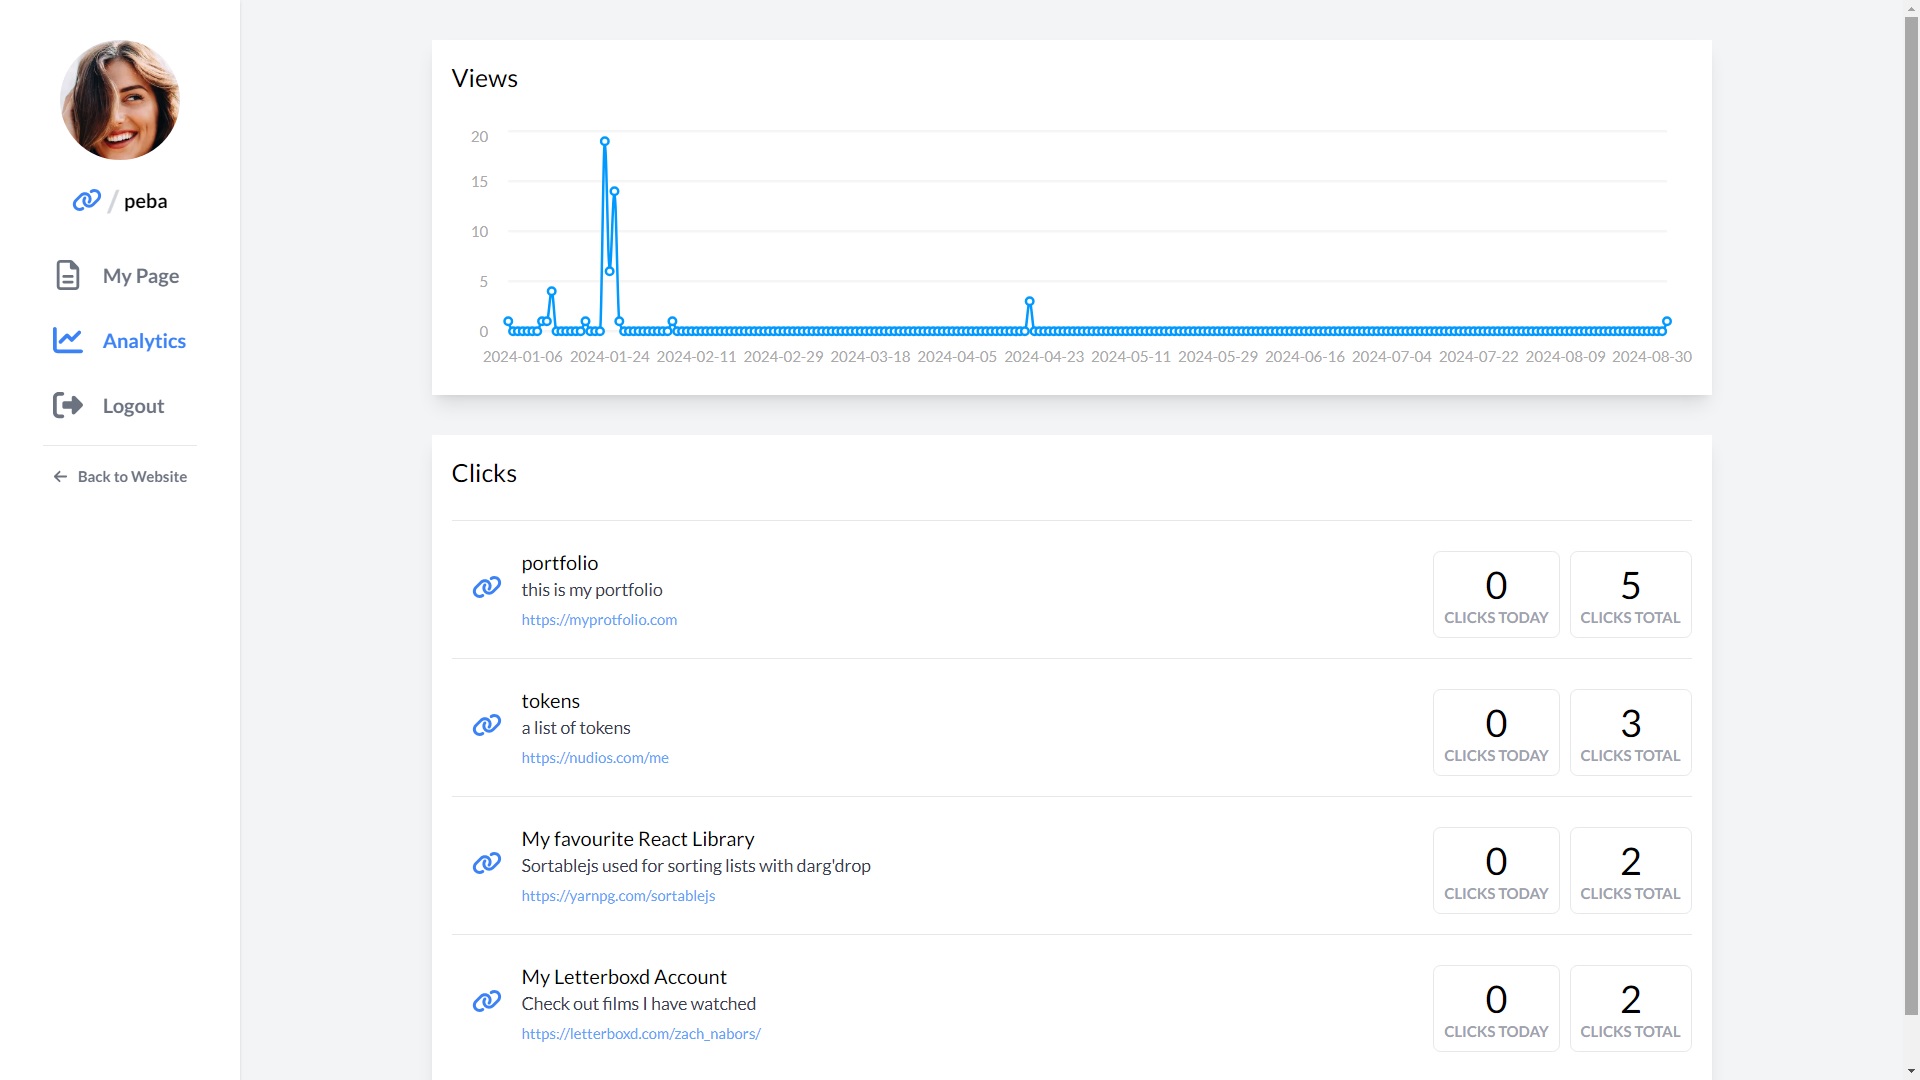 / peba
My Page
Analytics
Logout
Back to Website
Views
20
15
10
5
0
2024-01-06 2024-01-24 2024-02-11 2024-02-29 2024-03-18 2024-04-05 2024-04-23 2024-05-11 2024-05-29 2024-06-16 2024-07-04 2024-07-22 2024-08-09 2024-08-30
Clicks
portfolio
this is my portfolio
https://myprotfolio.com
0
CLICKS TODAY
5
CLICKS TOTAL
tokens
a list of tokens
https://nudios.com/me
0
CLICKS TODAY
3
CLICKS TOTAL
My favourite React Library
Sortablejs used for sorting lists with darg'drop
https://yarnpg.com/sortablejs
0
CLICKS TODAY
2
CLICKS TOTAL
My Letterboxd Account
Check out films I have watched
https://letterboxd.com/zach_nabors/
0
CLICKS TODAY
2
CLICKS TOTAL